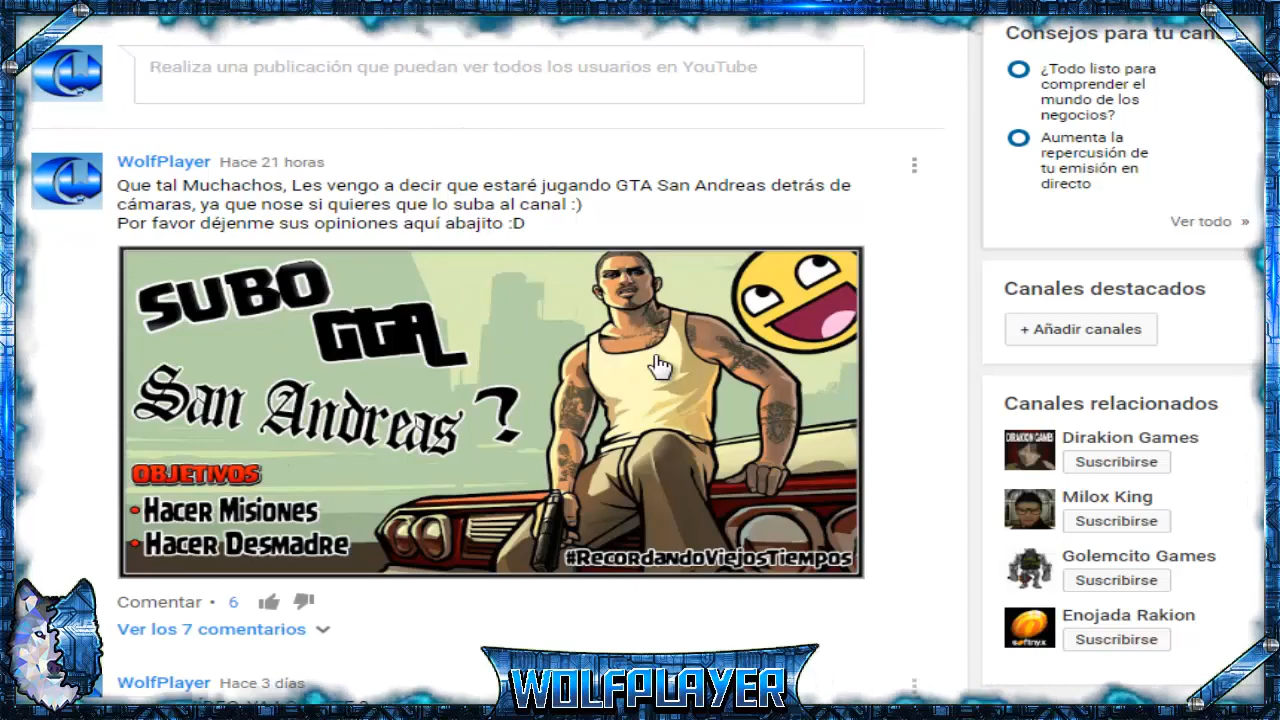 Realiza una publicación que puedan ver todos los usuarios en YouTube
WolfPlayer Hace 21 horas
Que tal Muchachos, Les vengo a decir que estaré jugando GTA San Andreas detrás de
cámaras, ya que nose si quieres que lo suba al canal :)
Por favor déjenme sus opiniones aquí abajito :D
SUBO
GTA
San Andreas?
OBJETIVOS
• Hacer Misiones
• Hacer Desmadre
#RecordandoViejosTiempos
Comentar • 6
Ver los 7 comentarios
WolfPlayer Hace 3 días
WOLFPLAYER
Consejos para tu can
¿Todo listo para
comprender el
mundo de los
negocios?
Aumenta la
repercusión de
tu emisión en
directo
Ver todo »
Canales destacados
+ Añadir canales
Canales relacionados
Dirakion Games
Suscribirse
Milox King
Suscribirse
Golemcito Games
Suscribirse
Enojada Rakion
Suscribirse
softnyx